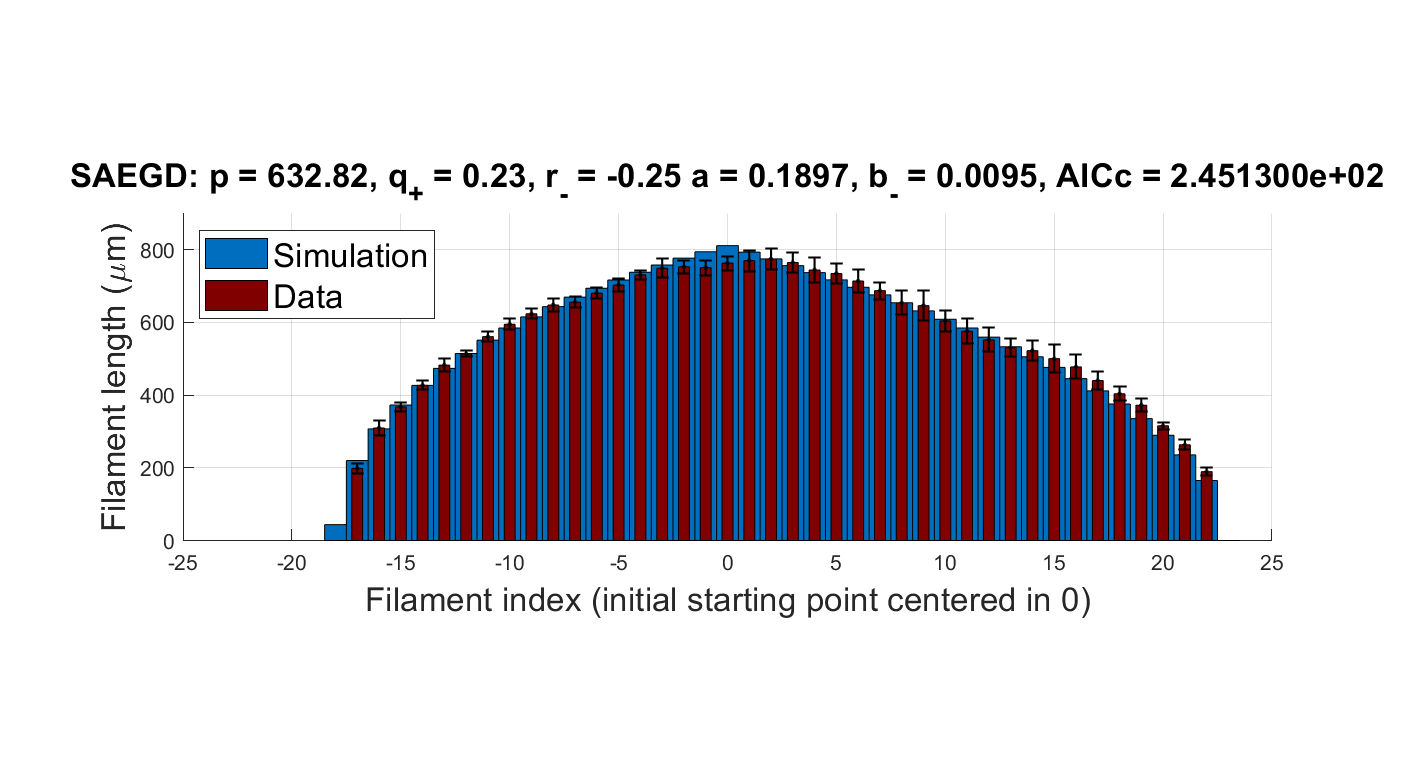 SAEGD: p = 632.82, q+ = 0.23, r- = -0.25 a = 0.1897, b- = 0.0095, AICc = 2.451300e+02
Filament length (μm)
800
600
400
200
0
Simulation
Data
-25 -20 -15 -10 -5 0 5 10 15 20 25
Filament index (initial starting point centered in 0)